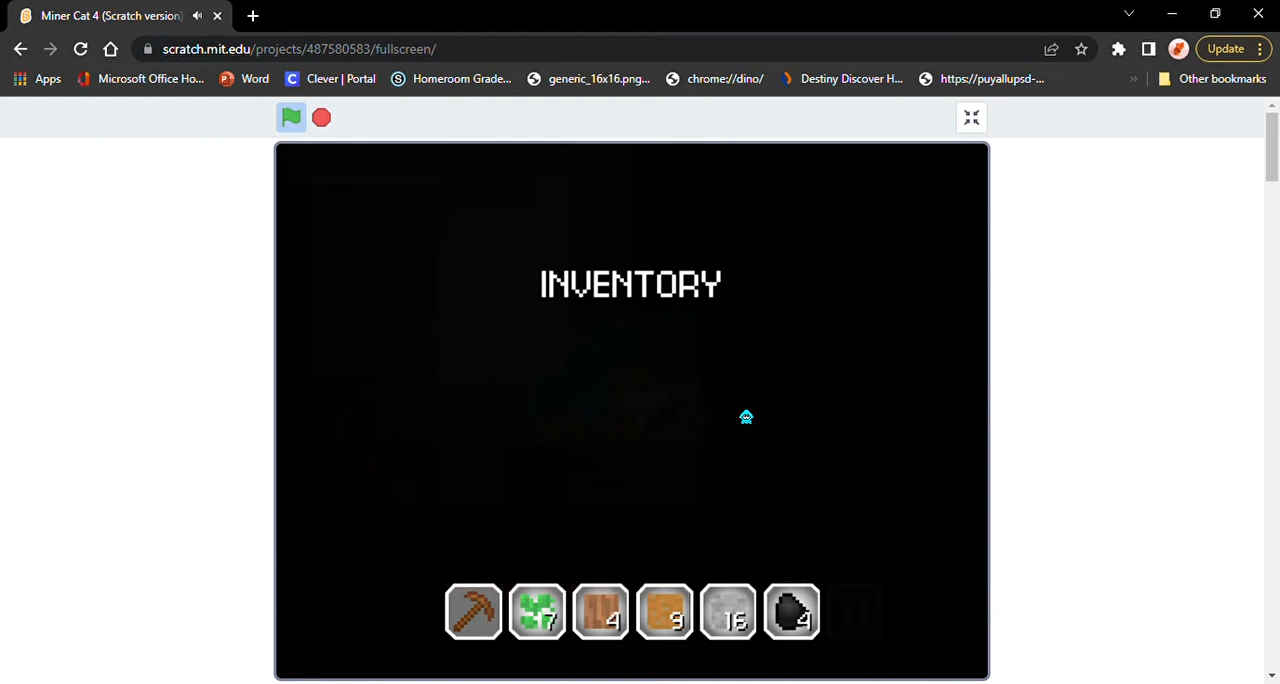 Miner Cat 4 (Scratch version)
scratch.mit.edu/projects/487580583/fullscreen/
Update
Apps
Microsoft Office Ho...
Word
Clever | Portal
Homeroom Grade...
generic_16x16.png...
chrome://dino/
Destiny Discover H...
https://puyallupsd-...
»
Other bookmarks
INVENTORY
7
4
9
16
4